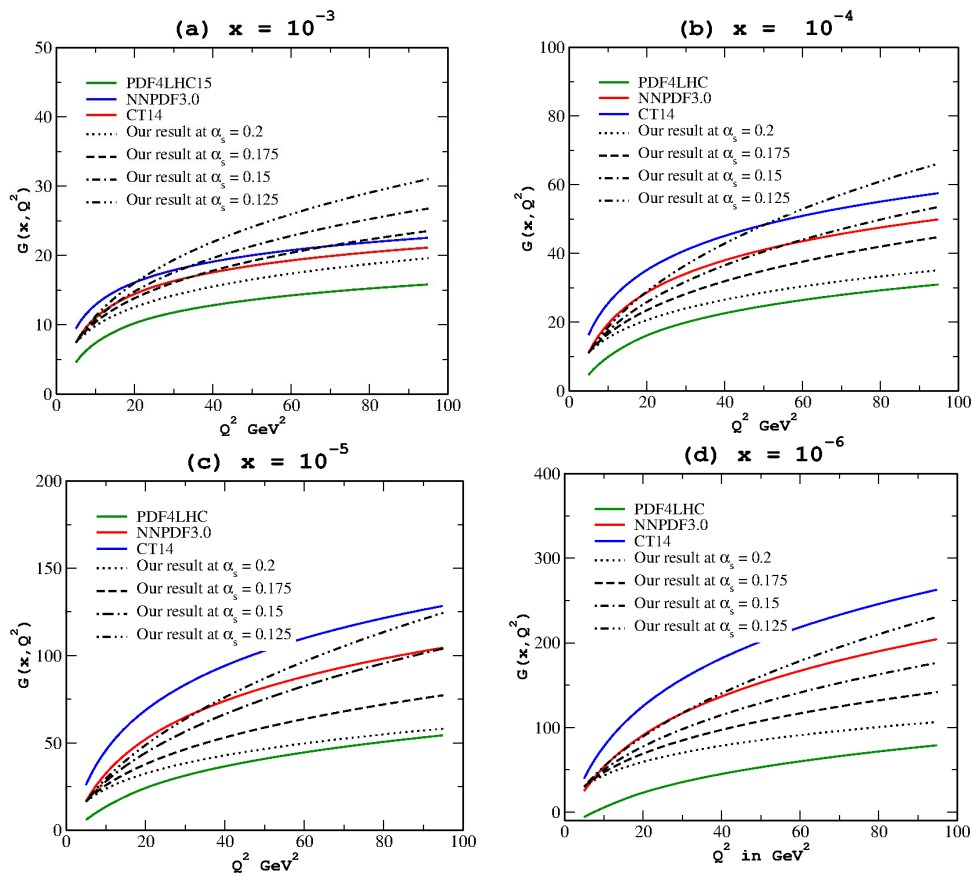 (a) x = 10^-3
50
40
30
20
10
0
G(x,Q^2)
PDF4LHC15
NNPDF3.0
CT14
Our result at α_s = 0.2
Our result at α_s = 0.175
Our result at α_s = 0.15
Our result at α_s = 0.125
0 20 40 60 80 100
Q^2 GeV^2
(b) x = 10^-4
100
80
60
40
20
0
G(x,Q^2)
PDF4LHC
NNPDF3.0
CT14
Our result at α_s = 0.2
Our result at α_s = 0.175
Our result at α_s = 0.15
Our result at α_s = 0.125
0 20 40 60 80 100
Q^2 GeV^2
(c) x = 10^-5
200
150
100
50
0
G(x,Q^2)
PDF4LHC
NNPDF3.0
CT14
Our result at α_s = 0.2
Our result at α_s = 0.175
Our result at α_s = 0.15
Our result at α_s = 0.125
0 20 40 60 80 100
Q^2 GeV^2
(d) x = 10^-6
400
300
200
100
0
G(x,Q^2)
PDF4LHC
NNPDF3.0
CT14
Our result at α_s = 0.2
Our result at α_s = 0.175
Our result at α_s = 0.15
Our result at α_s = 0.125
0 20 40 60 80 100
Q^2 in GeV^2